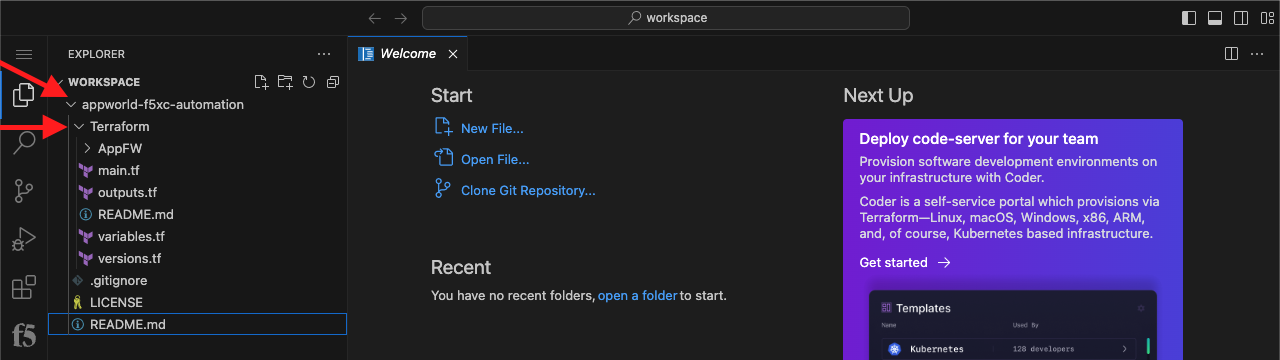 workspace
EXPLORER
WORKSPACE
appworld-f5xc-automation
Terraform
AppFW
main.tf
outputs.tf
README.md
variables.tf
versions.tf
.gitignore
LICENSE
README.md
f5
Welcome
Start
New File...
Open File...
Clone Git Repository...
Recent
You have no recent folders, open a folder to start.
Next Up
Deploy code-server for your team
Provision software development environments on
your infrastructure with Coder.
Coder is a self-service portal which provisions via
Terraform—Linux, macOS, Windows, x86, ARM,
and, of course, Kubernetes based infrastructure.
Get started
Templates
Name Used By
Kubernetes 128 developers